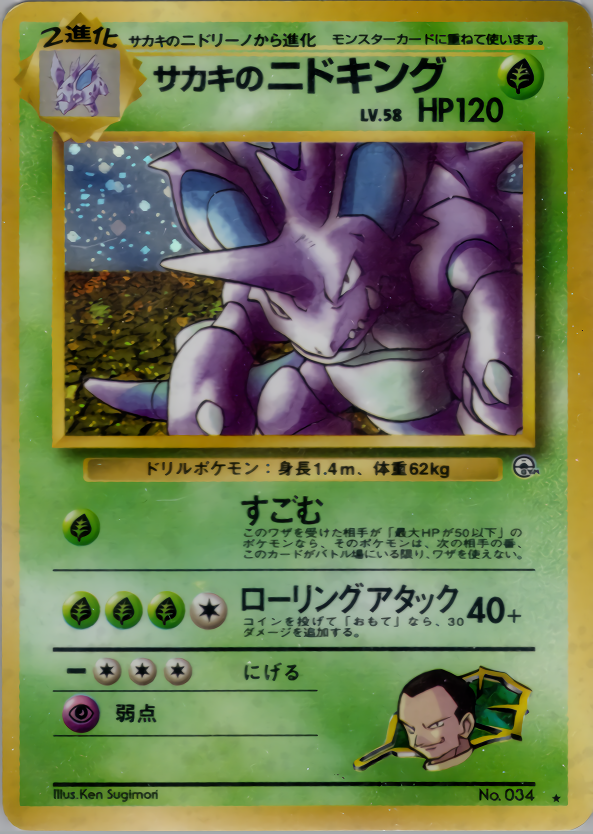 2進化
サカキのニドリーノから進化 モンスターカードに重ねて使います。
サカキのニドキング
LV.58 HP120
ドリルポケモン：身長1.4m、体重62kg
GYM
すごむ
このワザを受けた相手が「最大HPが50以下」の
ポケモンなら、そのポケモンは、次の相手の番、
このカードがバトル場にいる限り、ワザを使えない。
ローリングアタック 40+
コインを投げて「おもて」なら、30
ダメージを追加する。
にげる
弱点
Illus.Ken Sugimori No.034